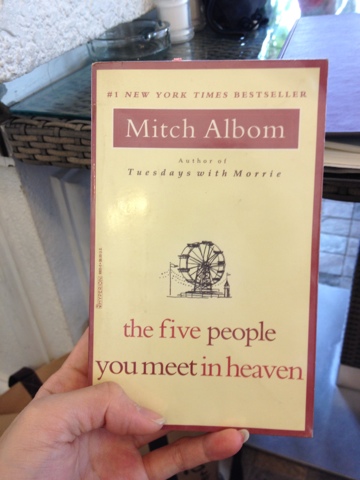 #1 NEW YORK TIMES BESTSELLER
Mitch Albom
Author of
Tuesdays with Morrie
the five people
you meet in heaven